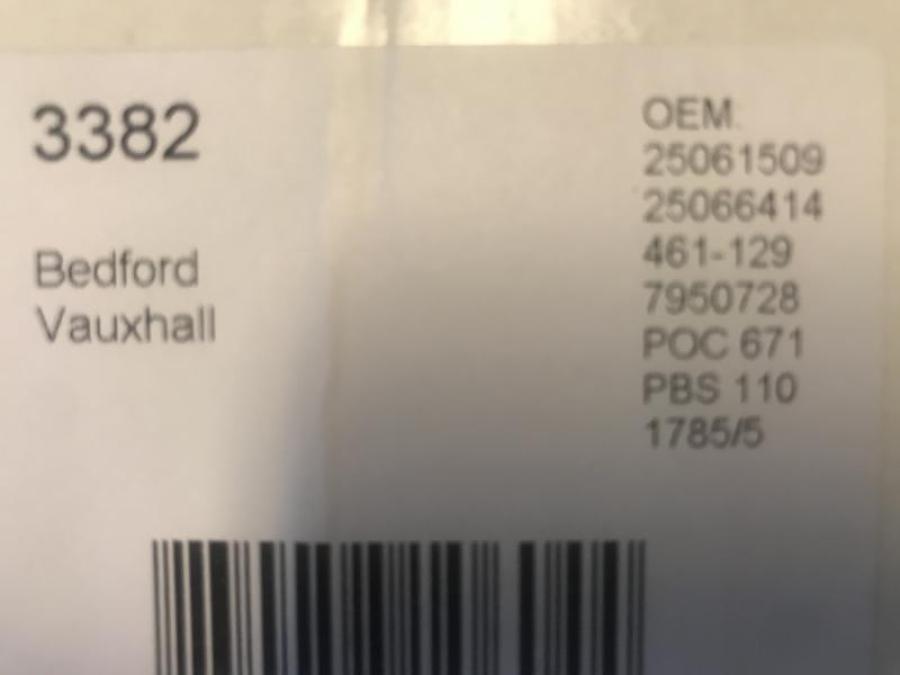 3382
Bedford
Vauxhall
OEM.
25061509
25066414
461-129
7950728
POC 671
PBS 110
1785/5